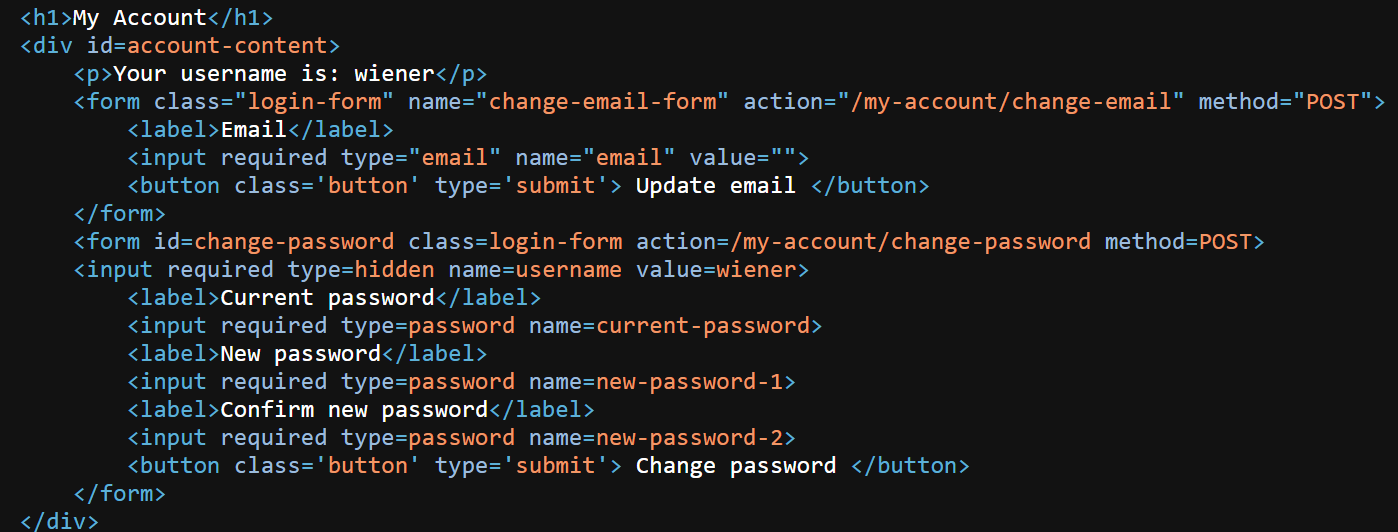 <h1>My Account</h1>
<div id=account-content>
    <p>Your username is: wiener</p>
    <form class="login-form" name="change-email-form" action="/my-account/change-email" method="POST">
        <label>Email</label>
        <input required type="email" name="email" value="">
        <button class='button' type='submit'> Update email </button>
    </form>
    <form id=change-password class=login-form action=/my-account/change-password method=POST>
    <input required type=hidden name=username value=wiener>
        <label>Current password</label>
        <input required type=password name=current-password>
        <label>New password</label>
        <input required type=password name=new-password-1>
        <label>Confirm new password</label>
        <input required type=password name=new-password-2>
        <button class='button' type='submit'> Change password </button>
    </form>
</div>